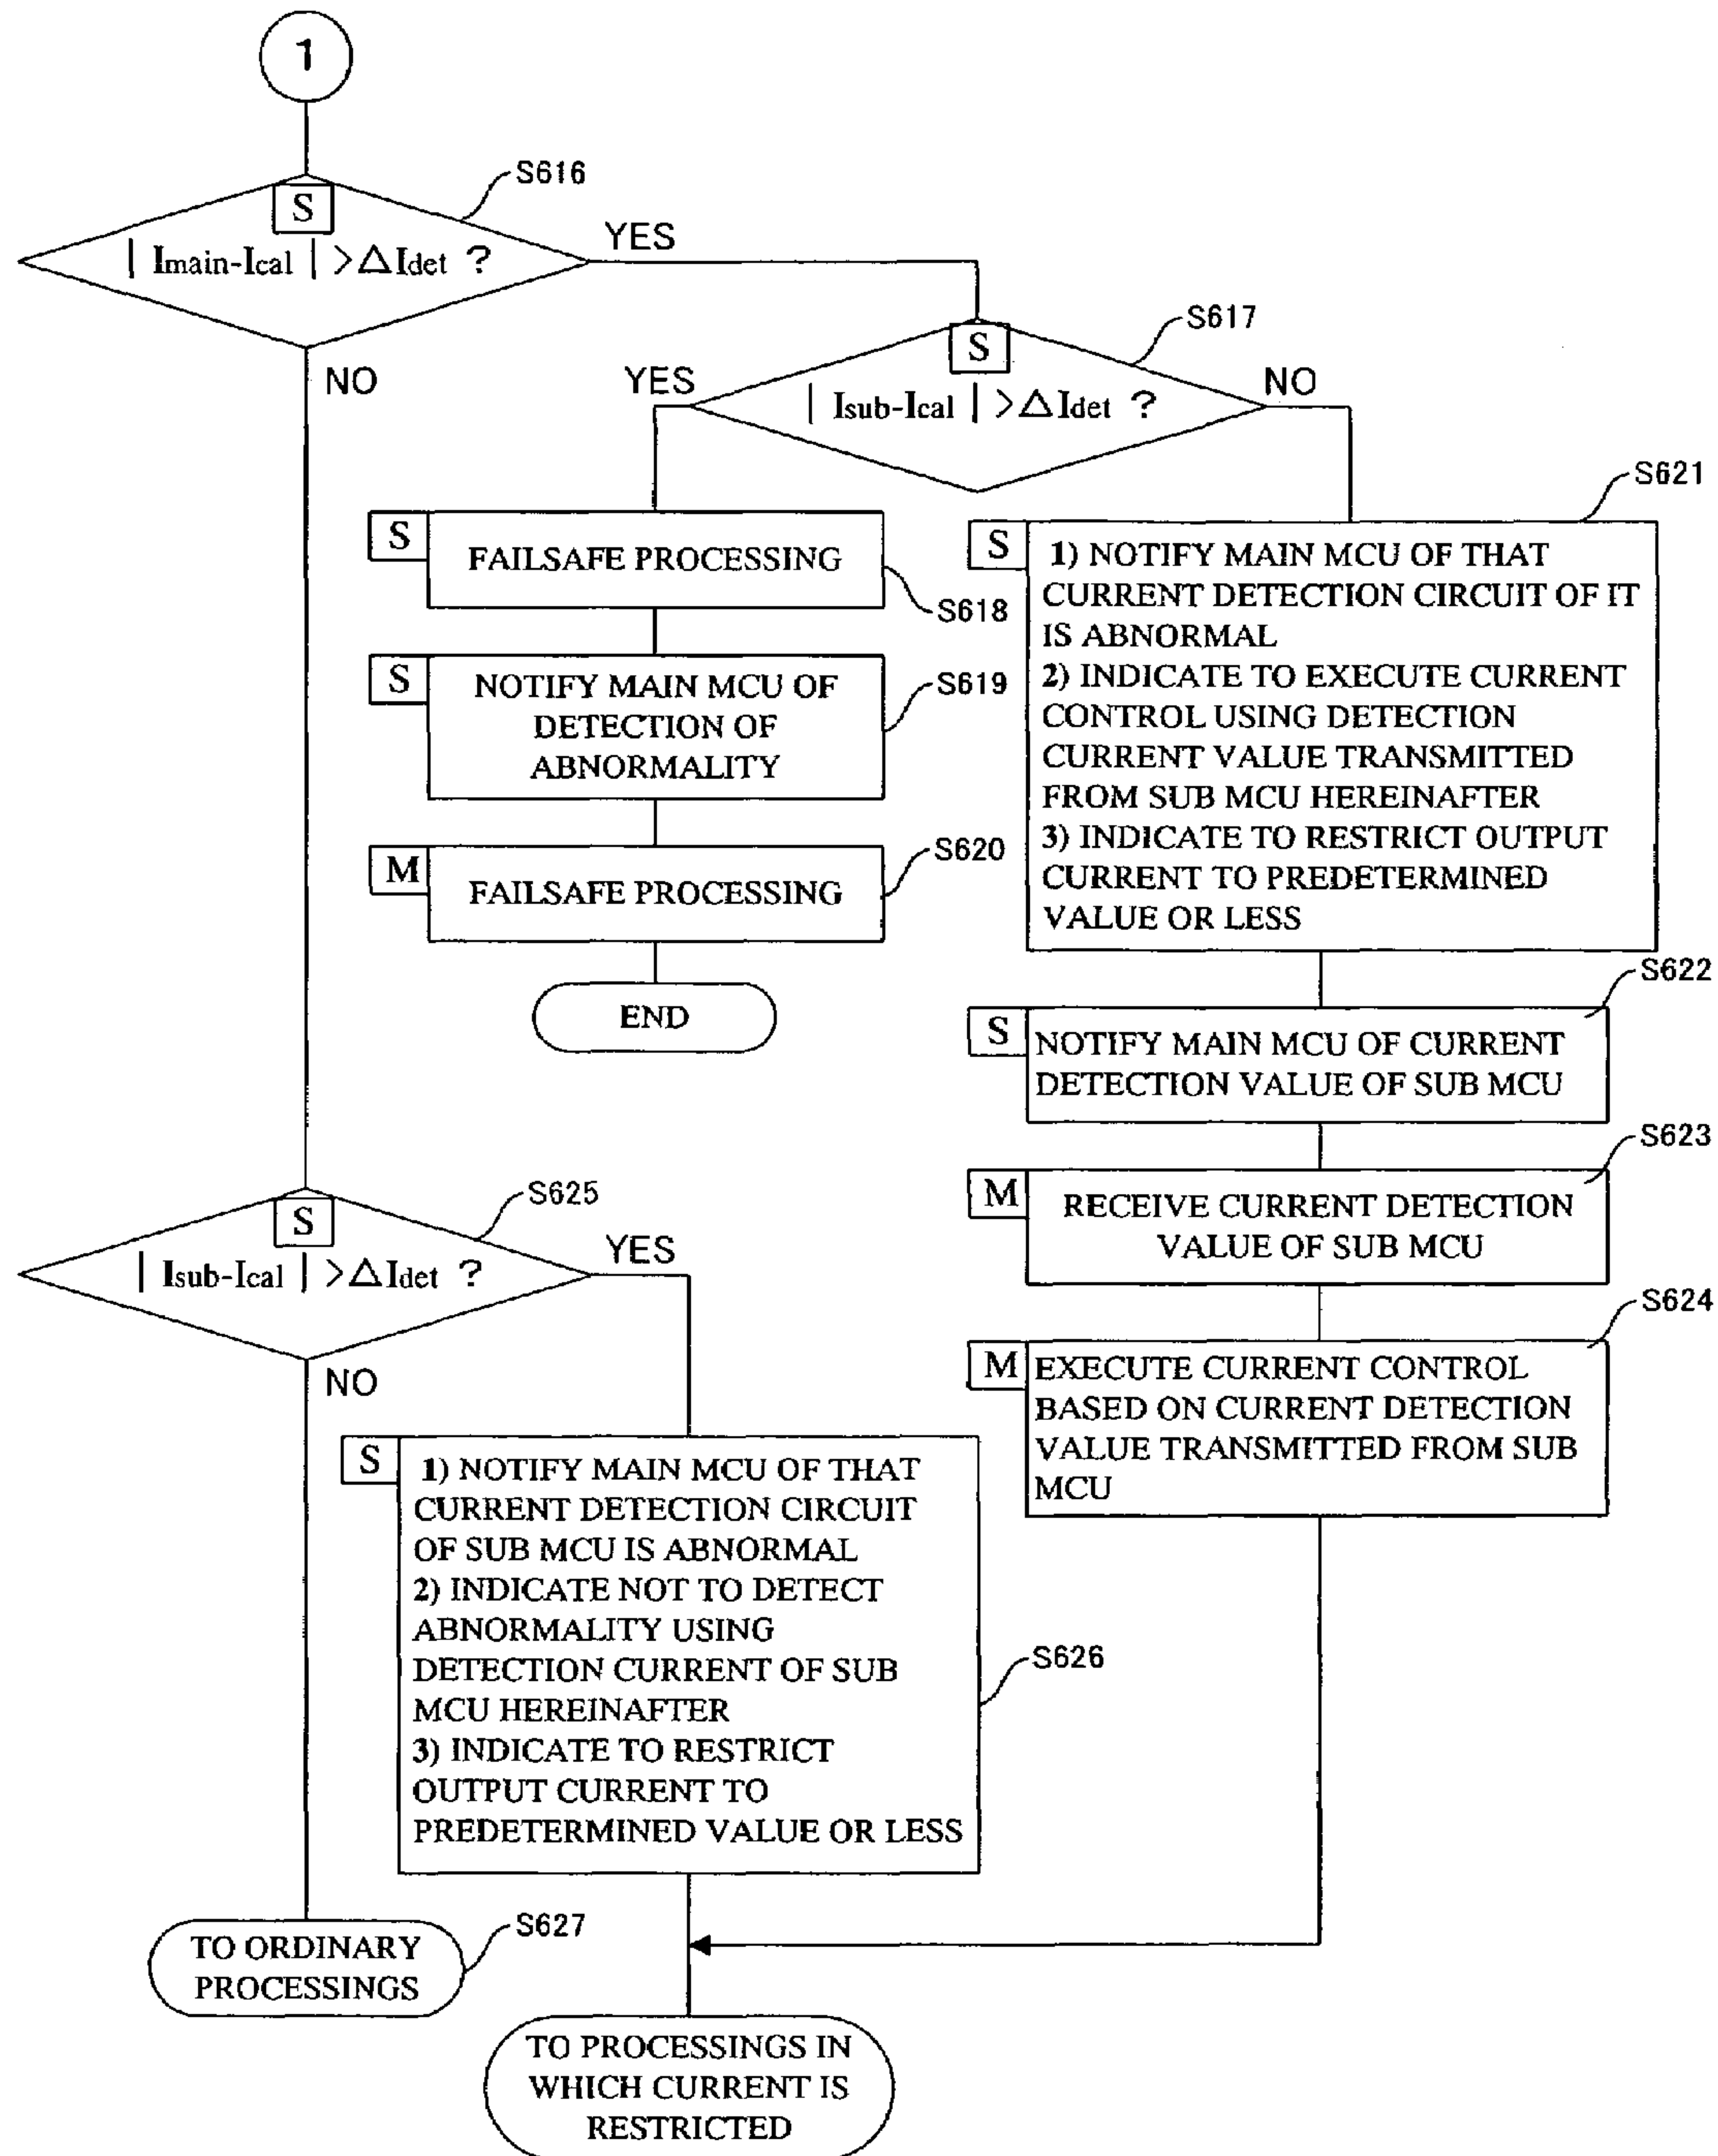 1
S616
S
| Imain-Ical | >ΔIdet ?
YES
NO
S617
S
| Isub-Ical | >ΔIdet ?
YES
NO
S
FAILSAFE PROCESSING
S618
S
NOTIFY MAIN MCU OF
DETECTION OF
ABNORMALITY
S619
M
FAILSAFE PROCESSING
S620
END
S621
S
1) NOTIFY MAIN MCU OF THAT
CURRENT DETECTION CIRCUIT OF IT
IS ABNORMAL
2) INDICATE TO EXECUTE CURRENT
CONTROL USING DETECTION
CURRENT VALUE TRANSMITTED
FROM SUB MCU HEREINAFTER
3) INDICATE TO RESTRICT OUTPUT
CURRENT TO PREDETERMINED
VALUE OR LESS
S622
S
NOTIFY MAIN MCU OF CURRENT
DETECTION VALUE OF SUB MCU
S623
M
RECEIVE CURRENT DETECTION
VALUE OF SUB MCU
S624
M
EXECUTE CURRENT CONTROL
BASED ON CURRENT DETECTION
VALUE TRANSMITTED FROM SUB
MCU
S625
S
| Isub-Ical | >ΔIdet ?
YES
NO
S
1) NOTIFY MAIN MCU OF THAT
CURRENT DETECTION CIRCUIT
OF SUB MCU IS ABNORMAL
2) INDICATE NOT TO DETECT
ABNORMALITY USING
DETECTION CURRENT OF SUB
MCU HEREINAFTER
3) INDICATE TO RESTRICT
OUTPUT CURRENT TO
PREDETERMINED VALUE OR LESS
S626
S627
TO ORDINARY
PROCESSINGS
TO PROCESSINGS IN
WHICH CURRENT IS
RESTRICTED